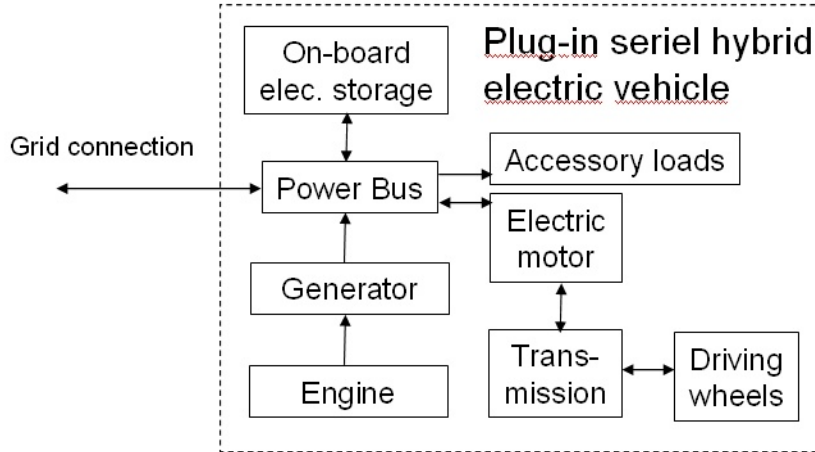 Plug-in seriel hybrid
electric vehicle
On-board
elec. storage
Grid connection
Power Bus
Accessory loads
Electric
motor
Generator
Trans-
mission
Driving
wheels
Engine